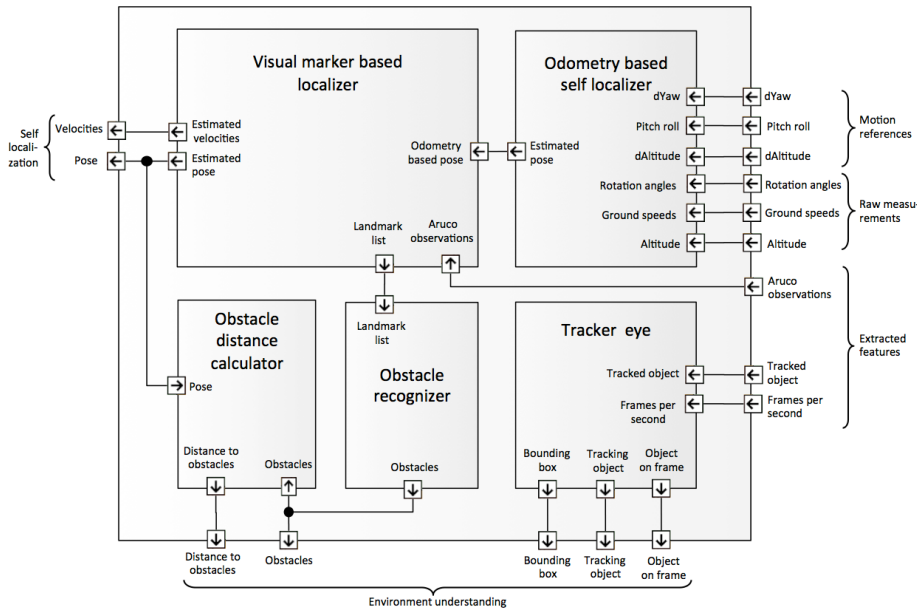 Visual marker based
localizer
Odometry based
self localizer
dYaw
dYaw
Pitch roll
Pitch roll
dAltitude
dAltitude
Motion
references
Rotation angles
Rotation angles
Ground speeds
Ground speeds
Altitude
Altitude
Raw measu-
rements
Self
locali-
zation
Velocities
Pose
Estimated
velocities
Estimated
pose
Odometry
based pose
Estimated
pose
Landmark
list
Aruco
observations
Aruco
observations
Extracted
features
Obstacle
distance
calculator
Pose
Distance to
obstacles
Obstacles
Landmark
list
Obstacle
recognizer
Obstacles
Tracker eye
Tracked object
Tracked
object
Frames per
second
Frames per
second
Bounding
box
Tracking
object
Object
on frame
Distance to
obstacles
Obstacles
Bounding
box
Tracking
object
Object
on frame
Environment understanding